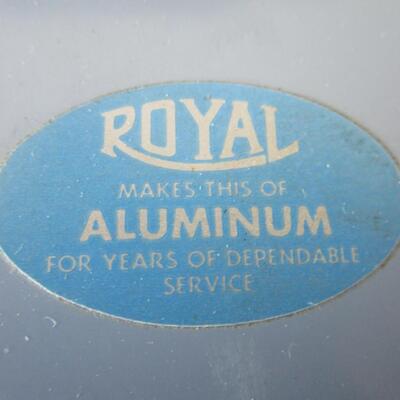 ROYAL
MAKES THIS OF
ALUMINUM
FOR YEARS OF DEPENDABLE
SERVICE